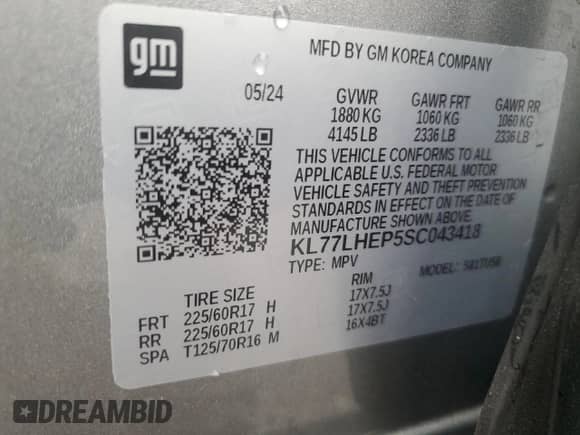 gm
MFD BY GM KOREA COMPANY
05/24 GVWR GAWR FRT GAWR RR
1880 KG 1060 KG 1060 KG
4145 LB 2336 LB 2336 LB
THIS VEHICLE CONFORMS TO ALL
APPLICABLE U.S. FEDERAL MOTOR
VEHICLE SAFETY AND THEFT PREVENTION
STANDARDS IN EFFECT ON THE DATE OF
MANUFACTURE SHOWN ABOVE.
KL77LHEP5SC043418
TYPE: MPV MODEL:
TIRE SIZE RIM
FRT 225/60R17 H 17X7.5J
RR 225/60R17 H 17X7.5J
SPA T125/70R16 M 16X4BT
DREAMBID